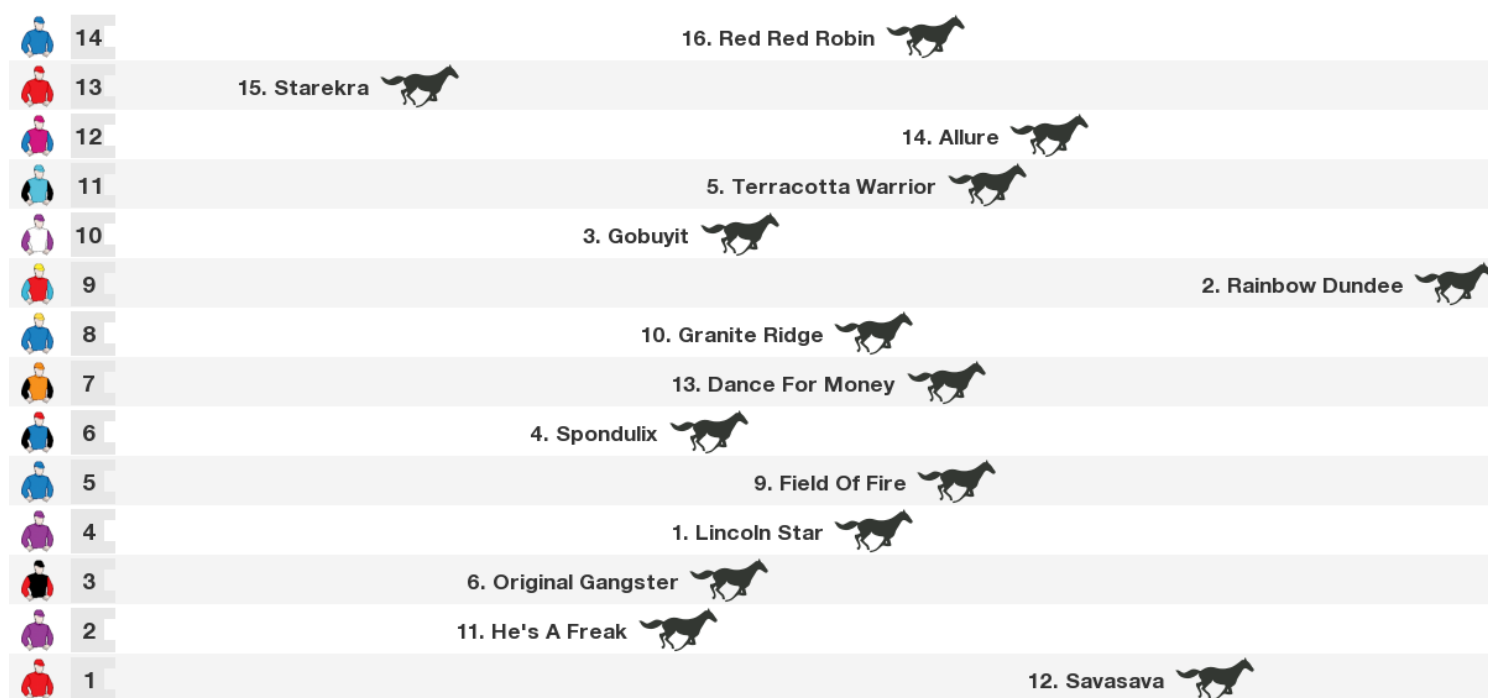 14 16. Red Red Robin
13 15. Starekra
12 14. Allure
11 5. Terracotta Warrior
10 3. Gobuyit
9 2. Rainbow Dundee
8 10. Granite Ridge
7 13. Dance For Money
6 4. Spondulix
5 9. Field Of Fire
4 1. Lincoln Star
3 6. Original Gangster
2 11. He's A Freak
1 12. Savasava